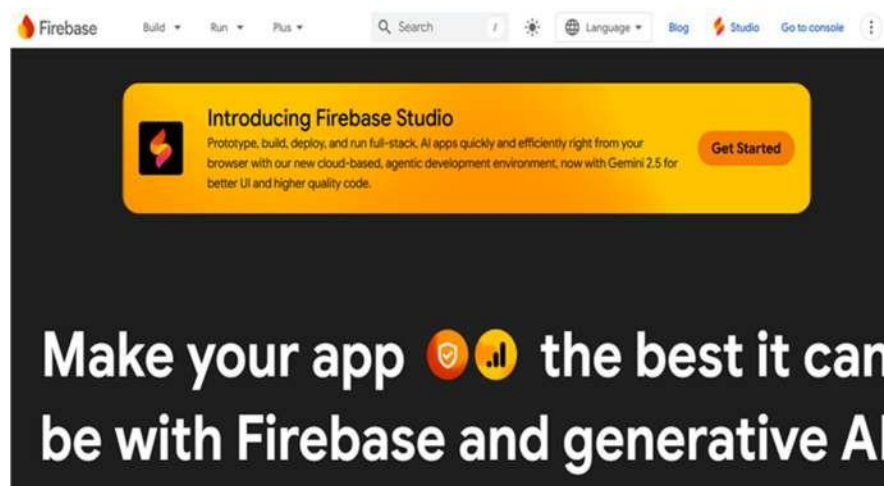 Firebase Build Run Plus Search / Language Blog Studio Go to console
Introducing Firebase Studio
Prototype, build, deploy, and run full-stack, AI apps quickly and efficiently right from your
browser with our new cloud-based, agentic development environment, now with Gemini 2.5 for
better UI and higher quality code.
Get Started
Make your app the best it can
be with Firebase and generative AI